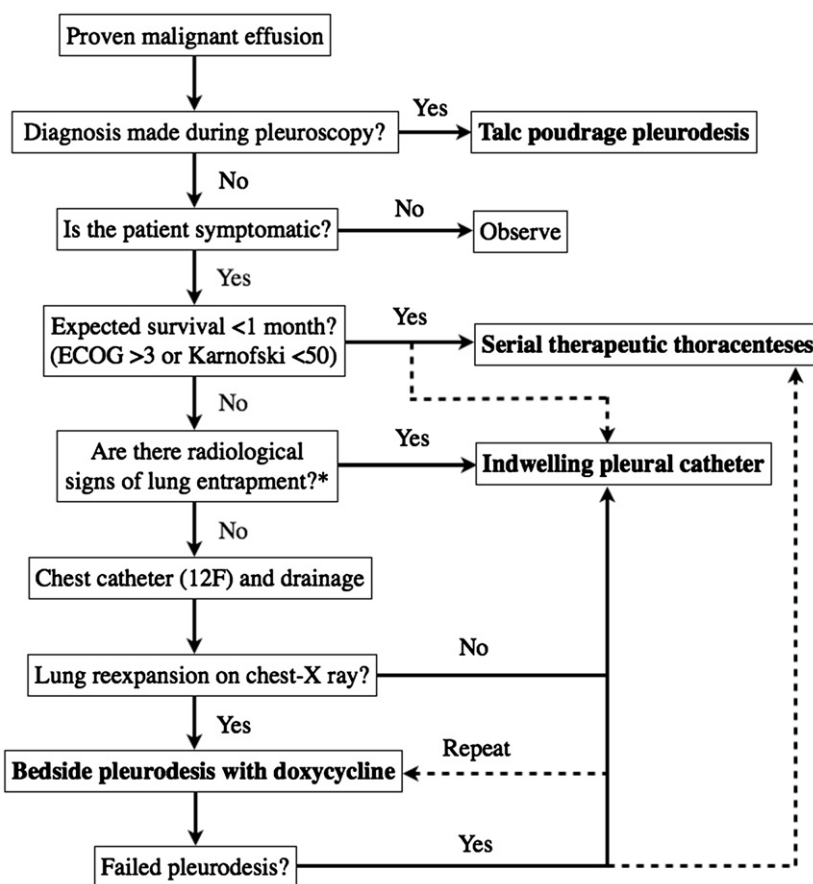 Proven malignant effusion
Diagnosis made during pleuroscopy?
Yes
Talc poudrage pleurodesis
No
Is the patient symptomatic?
No
Observe
Yes
Expected survival <1 month?
(ECOG >3 or Karnofski <50)
Yes
Serial therapeutic thoracenteses
No
Are there radiological
signs of lung entrapment?*
Yes
Indwelling pleural catheter
No
Chest catheter (12F) and drainage
Lung reexpansion on chest-X ray?
No
Yes
Bedside pleurodesis with doxycycline
Repeat
Failed pleurodesis?
Yes